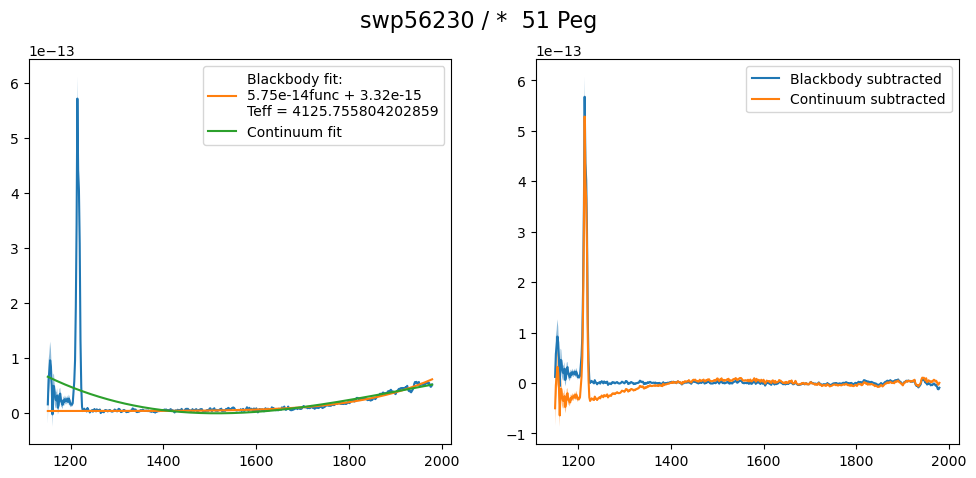 swp56230 / *  51 Peg
1e−13
6
5
4
3
2
1
0
1200
1400
1600
1800
2000
Blackbody fit:
5.75e-14func + 3.32e-15
Teff = 4125.755804202859
Continuum fit
1e−13
6
5
4
3
2
1
0
−1
1200
1400
1600
1800
2000
Blackbody subtracted
Continuum subtracted